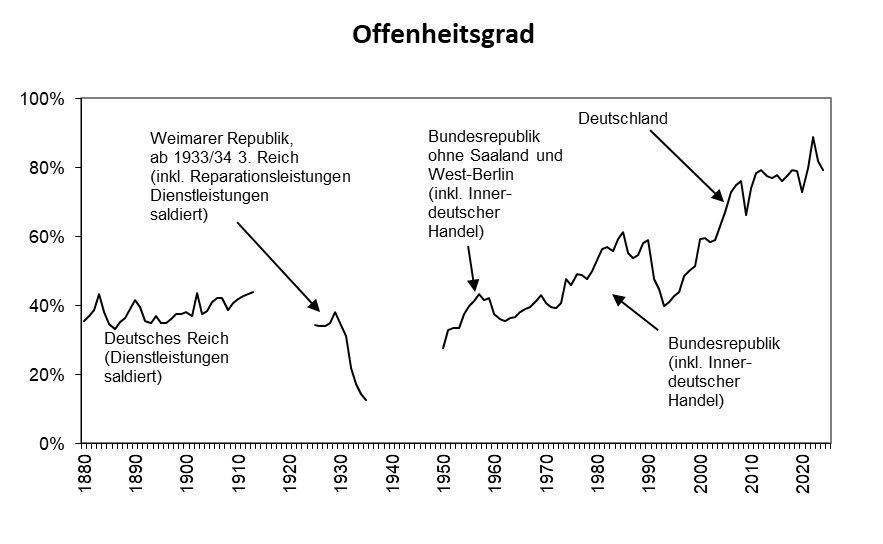 Offenheitsgrad
100%
80%
60%
40%
20%
0%
Weimarer Republik,
ab 1933/34 3. Reich
(inkl. Reparationsleistungen
Dienstleistungen
saldiert)
Bundesrepublik
ohne Saaland und
West-Berlin
(inkl. Inner-
deutscher
Handel)
Deutschland
Deutsches Reich
(Dienstleistungen
saldiert)
Bundesrepublik
(inkl. Inner-
deutscher
Handel)
1880
1890
1900
1910
1920
1930
1940
1950
1960
1970
1980
1990
2000
2010
2020